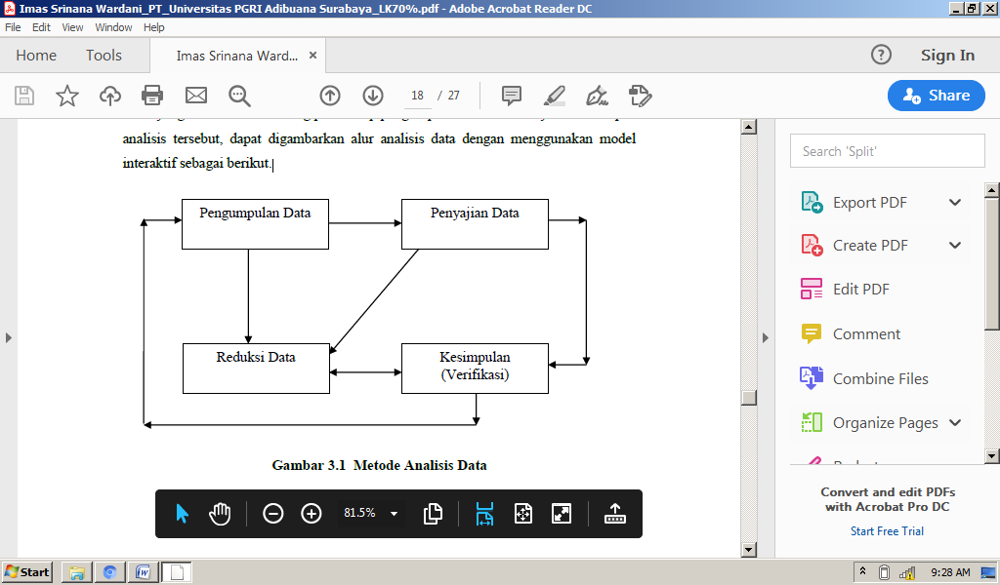 Imas Srinana Wardani_PT_Universitas PGRI Adibuana Surabaya_LK70%.pdf - Adobe Acrobat Reader DC
File Edit View Window Help
Home Tools Imas Srinana Ward... × ? Sign In
18 / 27 Share
analisis tersebut, dapat digambarkan alur analisis data dengan menggunakan model
interaktif sebagai berikut.
Pengumpulan Data Penyajian Data
Reduksi Data Kesimpulan
(Verifikasi)
Gambar 3.1 Metode Analisis Data
81.5%
Search 'Split'
Export PDF
Create PDF
Edit PDF
Comment
Combine Files
Organize Pages
Convert and edit PDFs
with Acrobat Pro DC
Start Free Trial
Start 9:28 AM